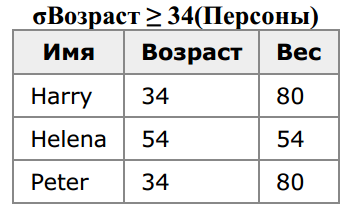 σВозраст ≥ 34(Персоны)
Имя Возраст Вес
Harry 34 80
Helena 54 54
Peter 34 80